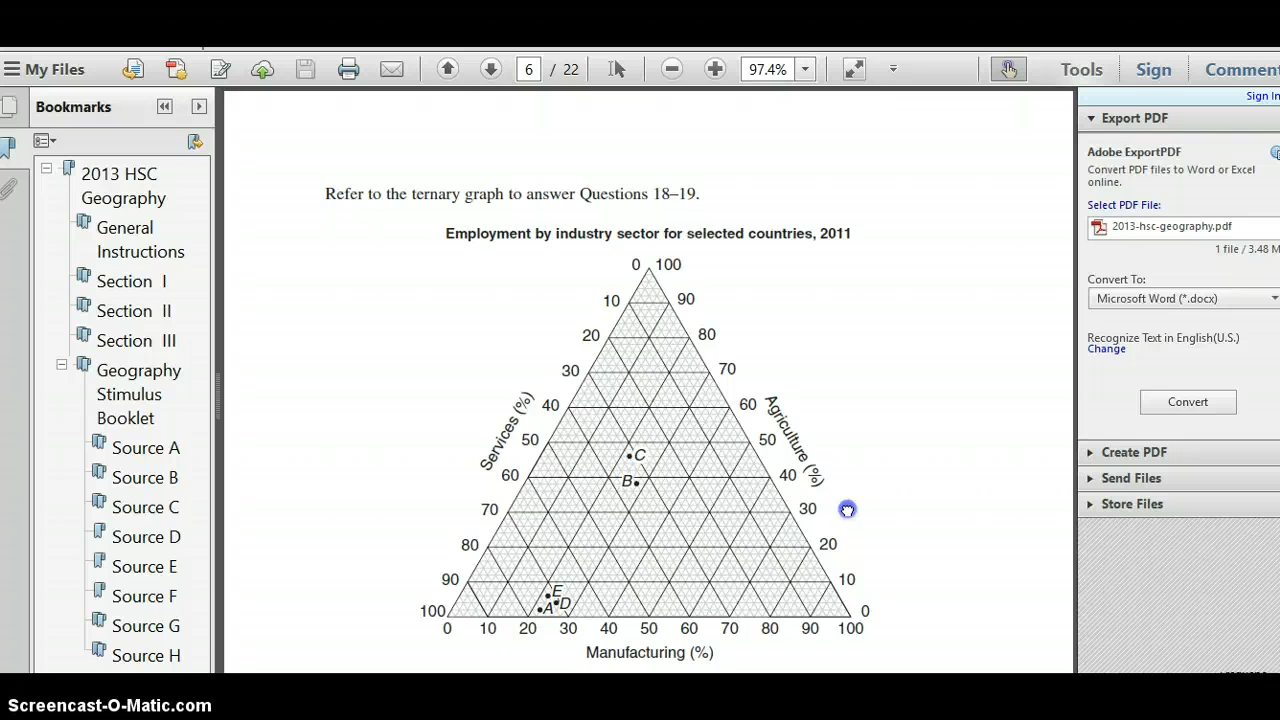 My Files
6 / 22
97.4%
Tools
Sign
Comment
Bookmarks
2013 HSC
Geography
General
Instructions
Section I
Section II
Section III
Geography
Stimulus
Booklet
Source A
Source B
Source C
Source D
Source E
Source F
Source G
Source H
Refer to the ternary graph to answer Questions 18–19.
Employment by industry sector for selected countries, 2011
0 100
10 90
20 80
30 70
40 60
50 50
60 40
70 30
80 20
90 10
100 0
Services (%)
Agriculture (%)
C
B
E
A D
0 10 20 30 40 50 60 70 80 90 100
Manufacturing (%)
Sign In
Export PDF
Adobe ExportPDF
Convert PDF files to Word or Excel
online.
Select PDF File:
2013-hsc-geography.pdf
1 file / 3.48 M
Convert To:
Microsoft Word (*.docx)
Recognize Text in English(U.S.)
Change
Convert
Create PDF
Send Files
Store Files
Screencast-O-Matic.com